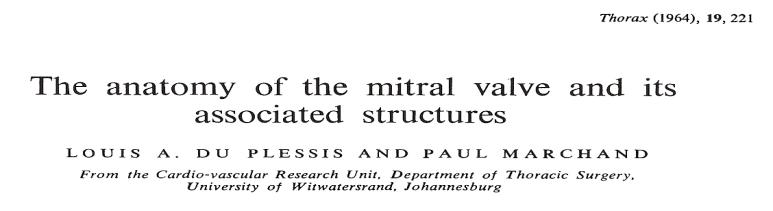 Thorax (1964), 19, 221
The anatomy of the mitral valve and its
associated structures
LOUIS A. DU PLESSIS AND PAUL MARCHAND
From the Cardio-vascular Research Unit, Department of Thoracic Surgery,
University of Witwatersrand, Johannesburg